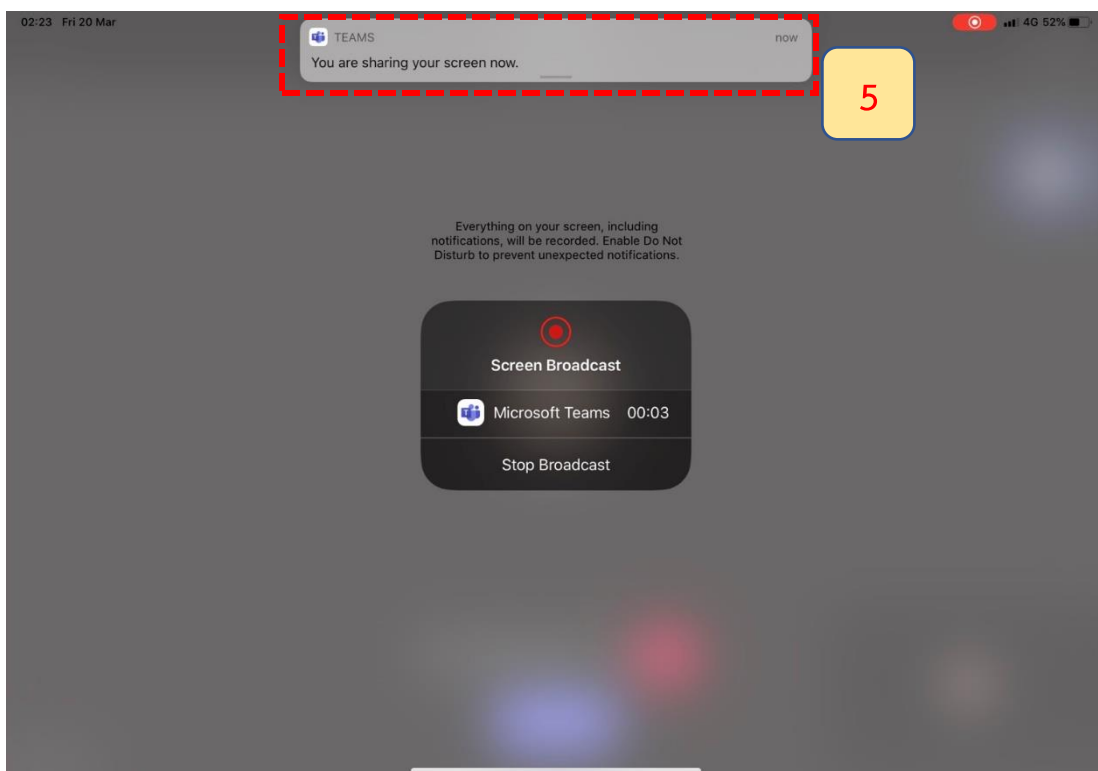 02:23 Fri 20 Mar
4G 52%
TEAMS now
You are sharing your screen now.
5
Everything on your screen, including
notifications, will be recorded. Enable Do Not
Disturb to prevent unexpected notifications.
Screen Broadcast
Microsoft Teams 00:03
Stop Broadcast